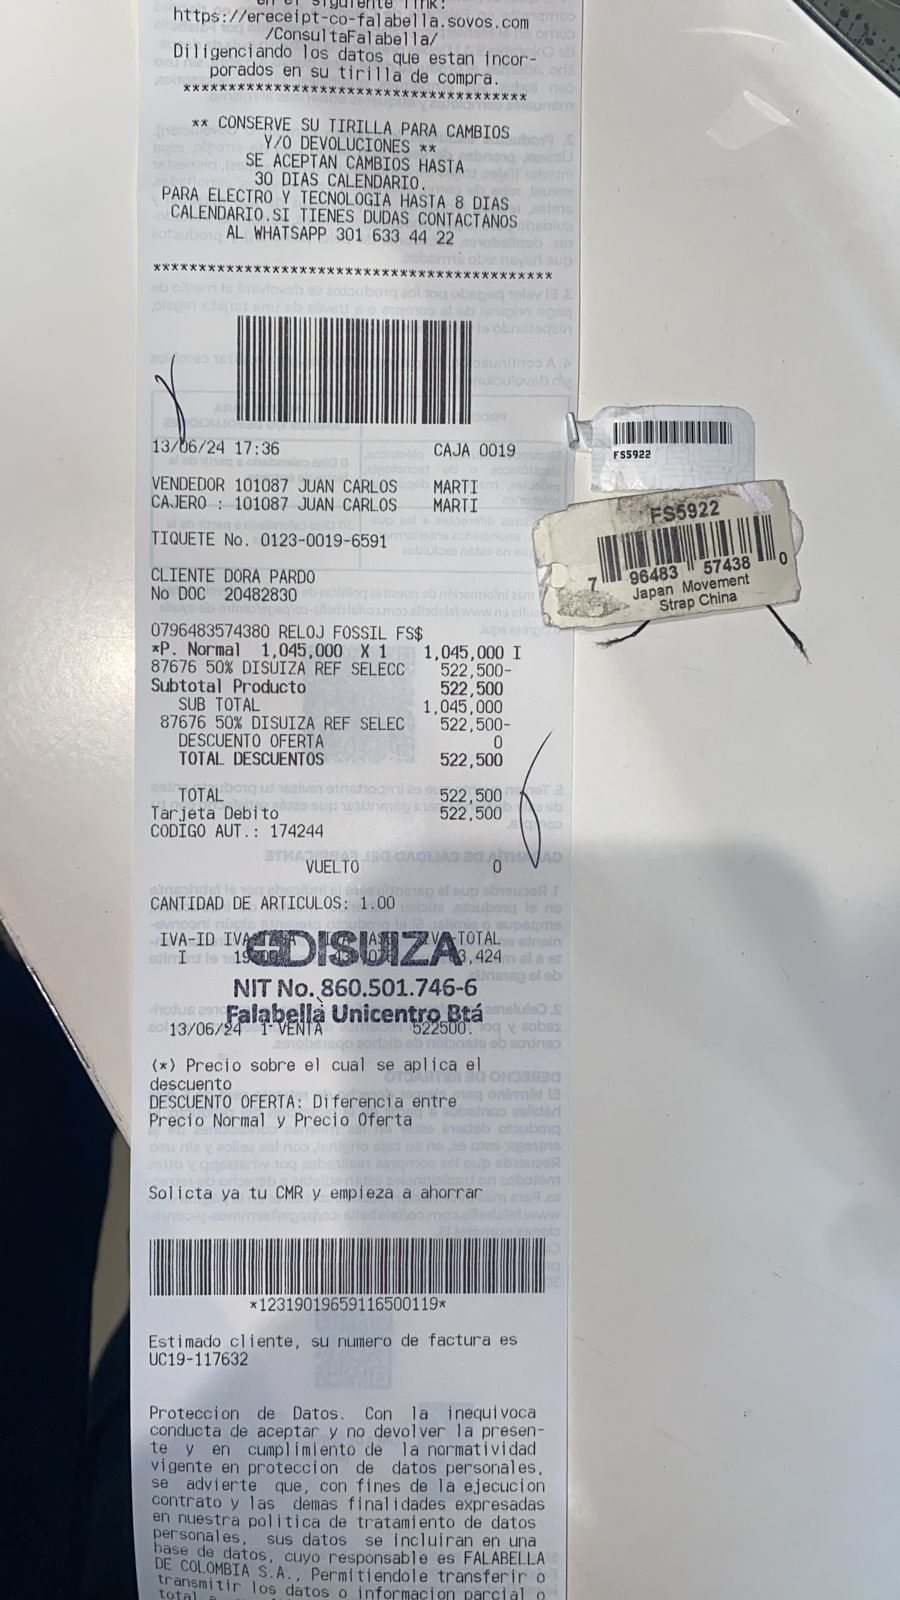 en el siguiente link:
https://ereceipt-co-falabella.sovos.com
/ConsultaFalabella/
Diligenciando los datos que estan incor-
porados en su tirilla de compra.
****************************************
** CONSERVE SU TIRILLA PARA CAMBIOS
Y/O DEVOLUCIONES **
SE ACEPTAN CAMBIOS HASTA
30 DIAS CALENDARIO.
PARA ELECTRO Y TECNOLOGIA HASTA 8 DIAS
CALENDARIO.SI TIENES DUDAS CONTACTANOS
AL WHATSAPP 301 633 44 22
******************************************
13/06/24 17:36 CAJA 0019
VENDEDOR 101087 JUAN CARLOS MARTI
CAJERO : 101087 JUAN CARLOS MARTI
TIQUETE No. 0123-0019-6591
CLIENTE DORA PARDO
No DOC 20482830
0796483574380 RELOJ FOSSIL FS$
*P. Normal 1,045,000 X 1 1,045,000 I
87676 50% DISUIZA REF SELECC 522,500-
Subtotal Producto 522,500
SUB TOTAL 1,045,000
87676 50% DISUIZA REF SELEC 522,500-
DESCUENTO OFERTA 0
TOTAL DESCUENTOS 522,500
TOTAL 522,500
Tarjeta Debito 522,500
CODIGO AUT.: 174244
VUELTO 0
CANTIDAD DE ARTICULOS: 1.00
IVA-ID TOTAL
I 3,424
DISUIZA
NIT No. 860.501.746-6
Falabella Unicentro Btá
13/06/24 1 VENTA 522500.
(*) Precio sobre el cual se aplica el
descuento
DESCUENTO OFERTA: Diferencia entre
Precio Normal y Precio Oferta
Solicta ya tu CMR y empieza a ahorrar
*12319019659116500119*
Estimado cliente, su numero de factura es
UC19-117632
Proteccion de Datos. Con la inequivoca
conducta de aceptar y no devolver la presen-
te y en cumplimiento de la normatividad
vigente en proteccion de datos personales,
se advierte que, con fines de la ejecucion
contrato y las demas finalidades expresadas
en nuestra politica de tratamiento de datos
personales, sus datos se incluiran en una
base de datos, cuyo responsable es FALABELLA
DE COLOMBIA S.A., Permitiendole transferir o
transmitir los datos o informacion parcial o
total
FS5922
FS5922
7 96483 57438 0
Japan Movement
Strap China